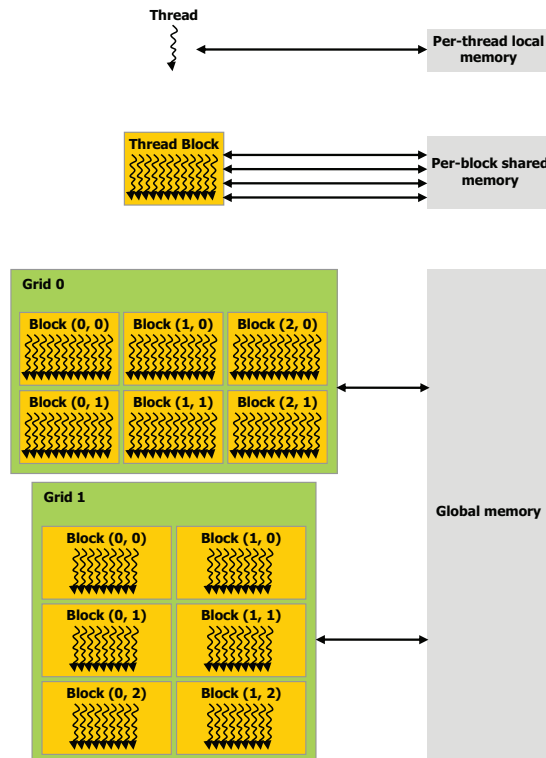 Thread
Per-thread local
memory
Thread Block
Per-block shared
memory
Grid 0
Block (0, 0)
Block (1, 0)
Block (2, 0)
Block (0, 1)
Block (1, 1)
Block (2, 1)
Grid 1
Block (0, 0)
Block (1, 0)
Block (0, 1)
Block (1, 1)
Block (0, 2)
Block (1, 2)
Global memory